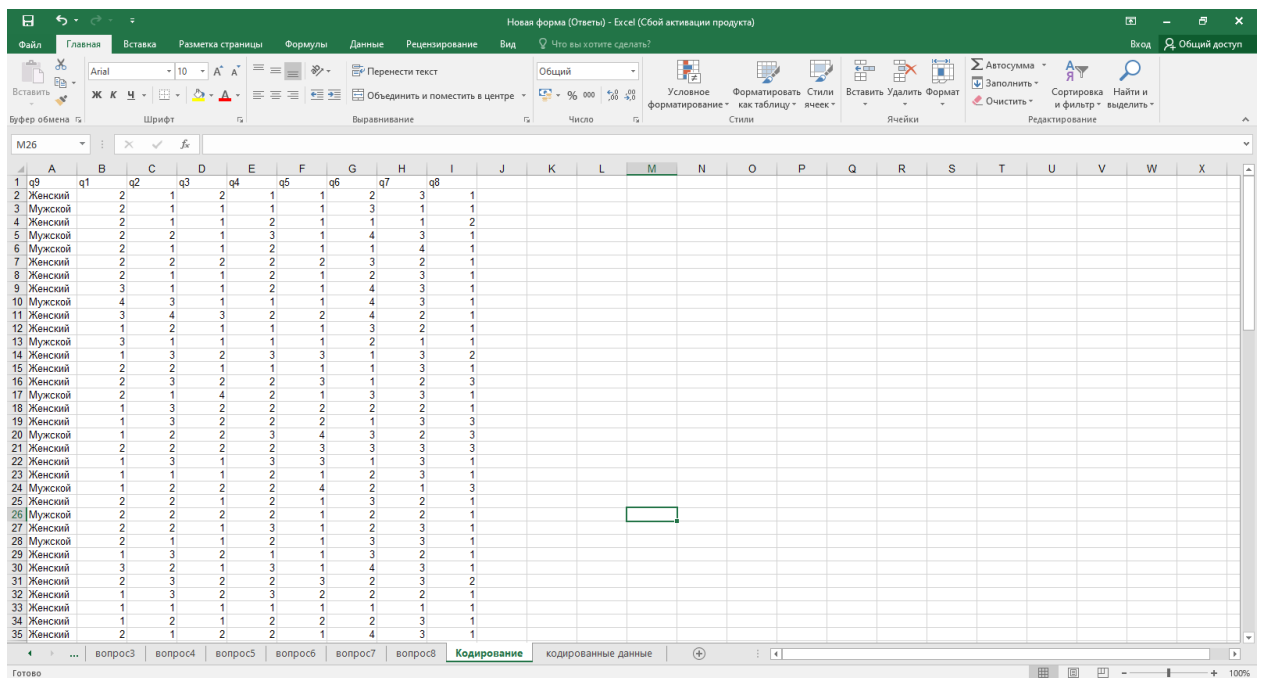 Новая форма (Ответы) - Excel (Сбой активации продукта)
Файл Главная Вставка Разметка страницы Формулы Данные Рецензирование Вид Что вы хотите сделать? Вход Общий доступ
Вставить
Arial 10
Ж К Ч
Перенести текст
Объединить и поместить в центре
Общий
% 000
Условное форматирование
Форматировать как таблицу
Стили ячеек
Вставить Удалить Формат
Автосумма
Заполнить
Очистить
Сортировка и фильтр
Найти и выделить
Буфер обмена Шрифт Выравнивание Число Стили Ячейки Редактирование
M26 fx
A B C D E F G H I J K L M N O P Q R S T U V W X
1 q9 q1 q2 q3 q4 q5 q6 q7 q8
2 Женский 2 1 2 1 1 2 3 1
3 Мужской 2 1 1 1 1 3 1 1
4 Женский 2 1 1 2 1 1 1 2
5 Мужской 2 2 1 3 1 4 3 1
6 Мужской 2 1 1 2 1 1 4 1
7 Женский 2 2 2 2 2 3 2 1
8 Женский 2 1 1 2 1 2 3 1
9 Женский 3 1 1 2 1 4 3 1
10 Мужской 4 3 1 1 1 4 3 1
11 Женский 3 4 3 2 2 4 2 1
12 Женский 1 2 1 1 1 3 2 1
13 Мужской 3 1 1 1 1 2 1 1
14 Женский 1 3 2 3 3 1 3 2
15 Женский 2 2 1 1 1 1 3 1
16 Женский 2 3 2 2 3 1 2 3
17 Мужской 2 1 4 2 1 3 3 1
18 Женский 1 3 2 2 2 2 2 1
19 Женский 1 3 2 2 2 1 3 3
20 Мужской 1 2 2 3 4 3 2 3
21 Женский 2 2 2 2 3 3 3 3
22 Женский 1 3 1 3 3 1 3 1
23 Женский 1 1 1 2 1 2 3 1
24 Мужской 1 2 2 2 4 2 1 3
25 Женский 2 2 1 2 1 3 2 1
26 Мужской 2 2 2 2 1 2 2 1
27 Женский 2 2 1 3 1 2 3 1
28 Мужской 2 1 1 2 1 3 3 1
29 Женский 1 3 2 1 1 3 2 1
30 Женский 3 2 1 3 1 4 3 1
31 Женский 2 3 2 2 3 2 3 2
32 Женский 1 3 2 3 2 2 2 1
33 Женский 1 1 1 1 1 1 1 1
34 Женский 1 2 1 2 2 2 3 1
35 Женский 2 1 2 2 1 4 3 1
... вопрос3 вопрос4 вопрос5 вопрос6 вопрос7 вопрос8 Кодирование кодированные данные
Готово 100%